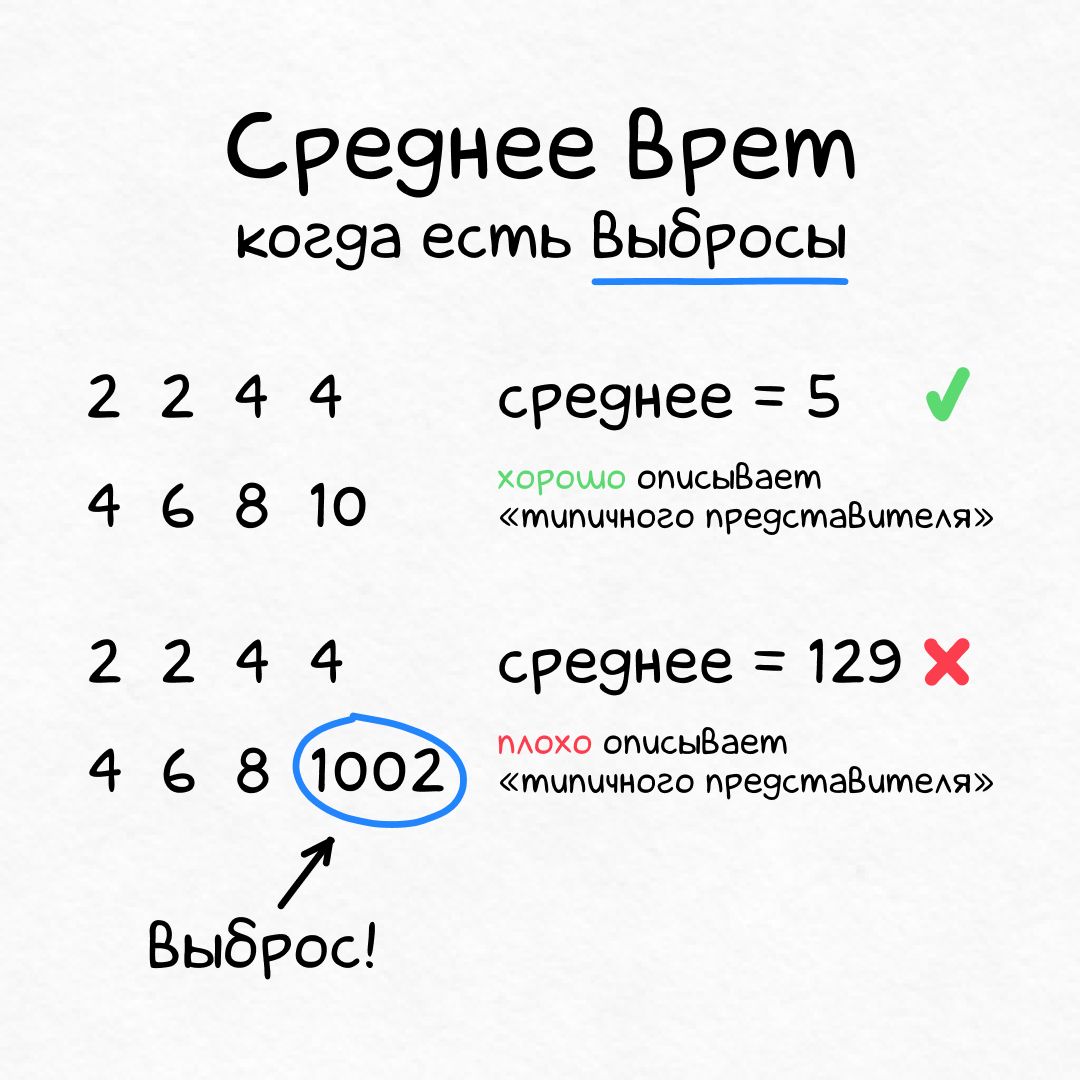 Среднее врет
когда есть выбросы
2 2 4 4
4 6 8 10
среднее = 5
хорошо описывает
«типичного представителя»
2 2 4 4
4 6 8 1002
среднее = 129
плохо описывает
«типичного представителя»
Выброс!